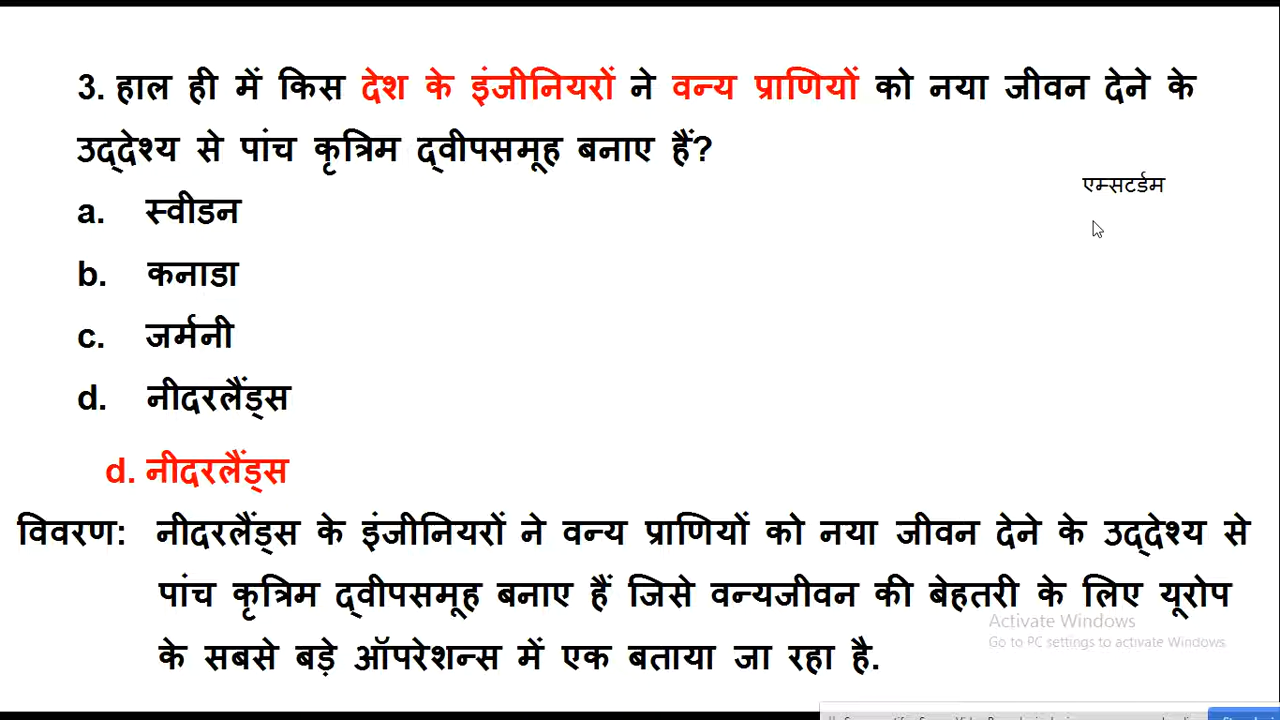 3. हाल ही में किस देश के इंजीनियरों ने वन्य प्राणियों को नया जीवन देने के
उद्देश्य से पांच कृत्रिम द्वीपसमूह बनाए हैं?
एम्सटर्डम
a. स्वीडन
b. कनाडा
c. जर्मनी
d. नीदरलैंड्स
d. नीदरलैंड्स
विवरण: नीदरलैंड्स के इंजीनियरों ने वन्य प्राणियों को नया जीवन देने के उद्देश्य से
पांच कृत्रिम द्वीपसमूह बनाए हैं जिसे वन्यजीवन की बेहतरी के लिए यूरोप
के सबसे बड़े ऑपरेशन्स में एक बताया जा रहा है.
Activate Windows
Go to PC settings to activate Windows.